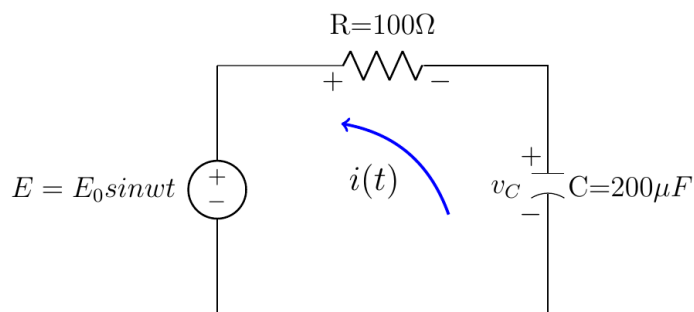 R=100Ω
+ −
E = E₀sinwt
+
−
i(t)
+
v_C
−
C=200μF